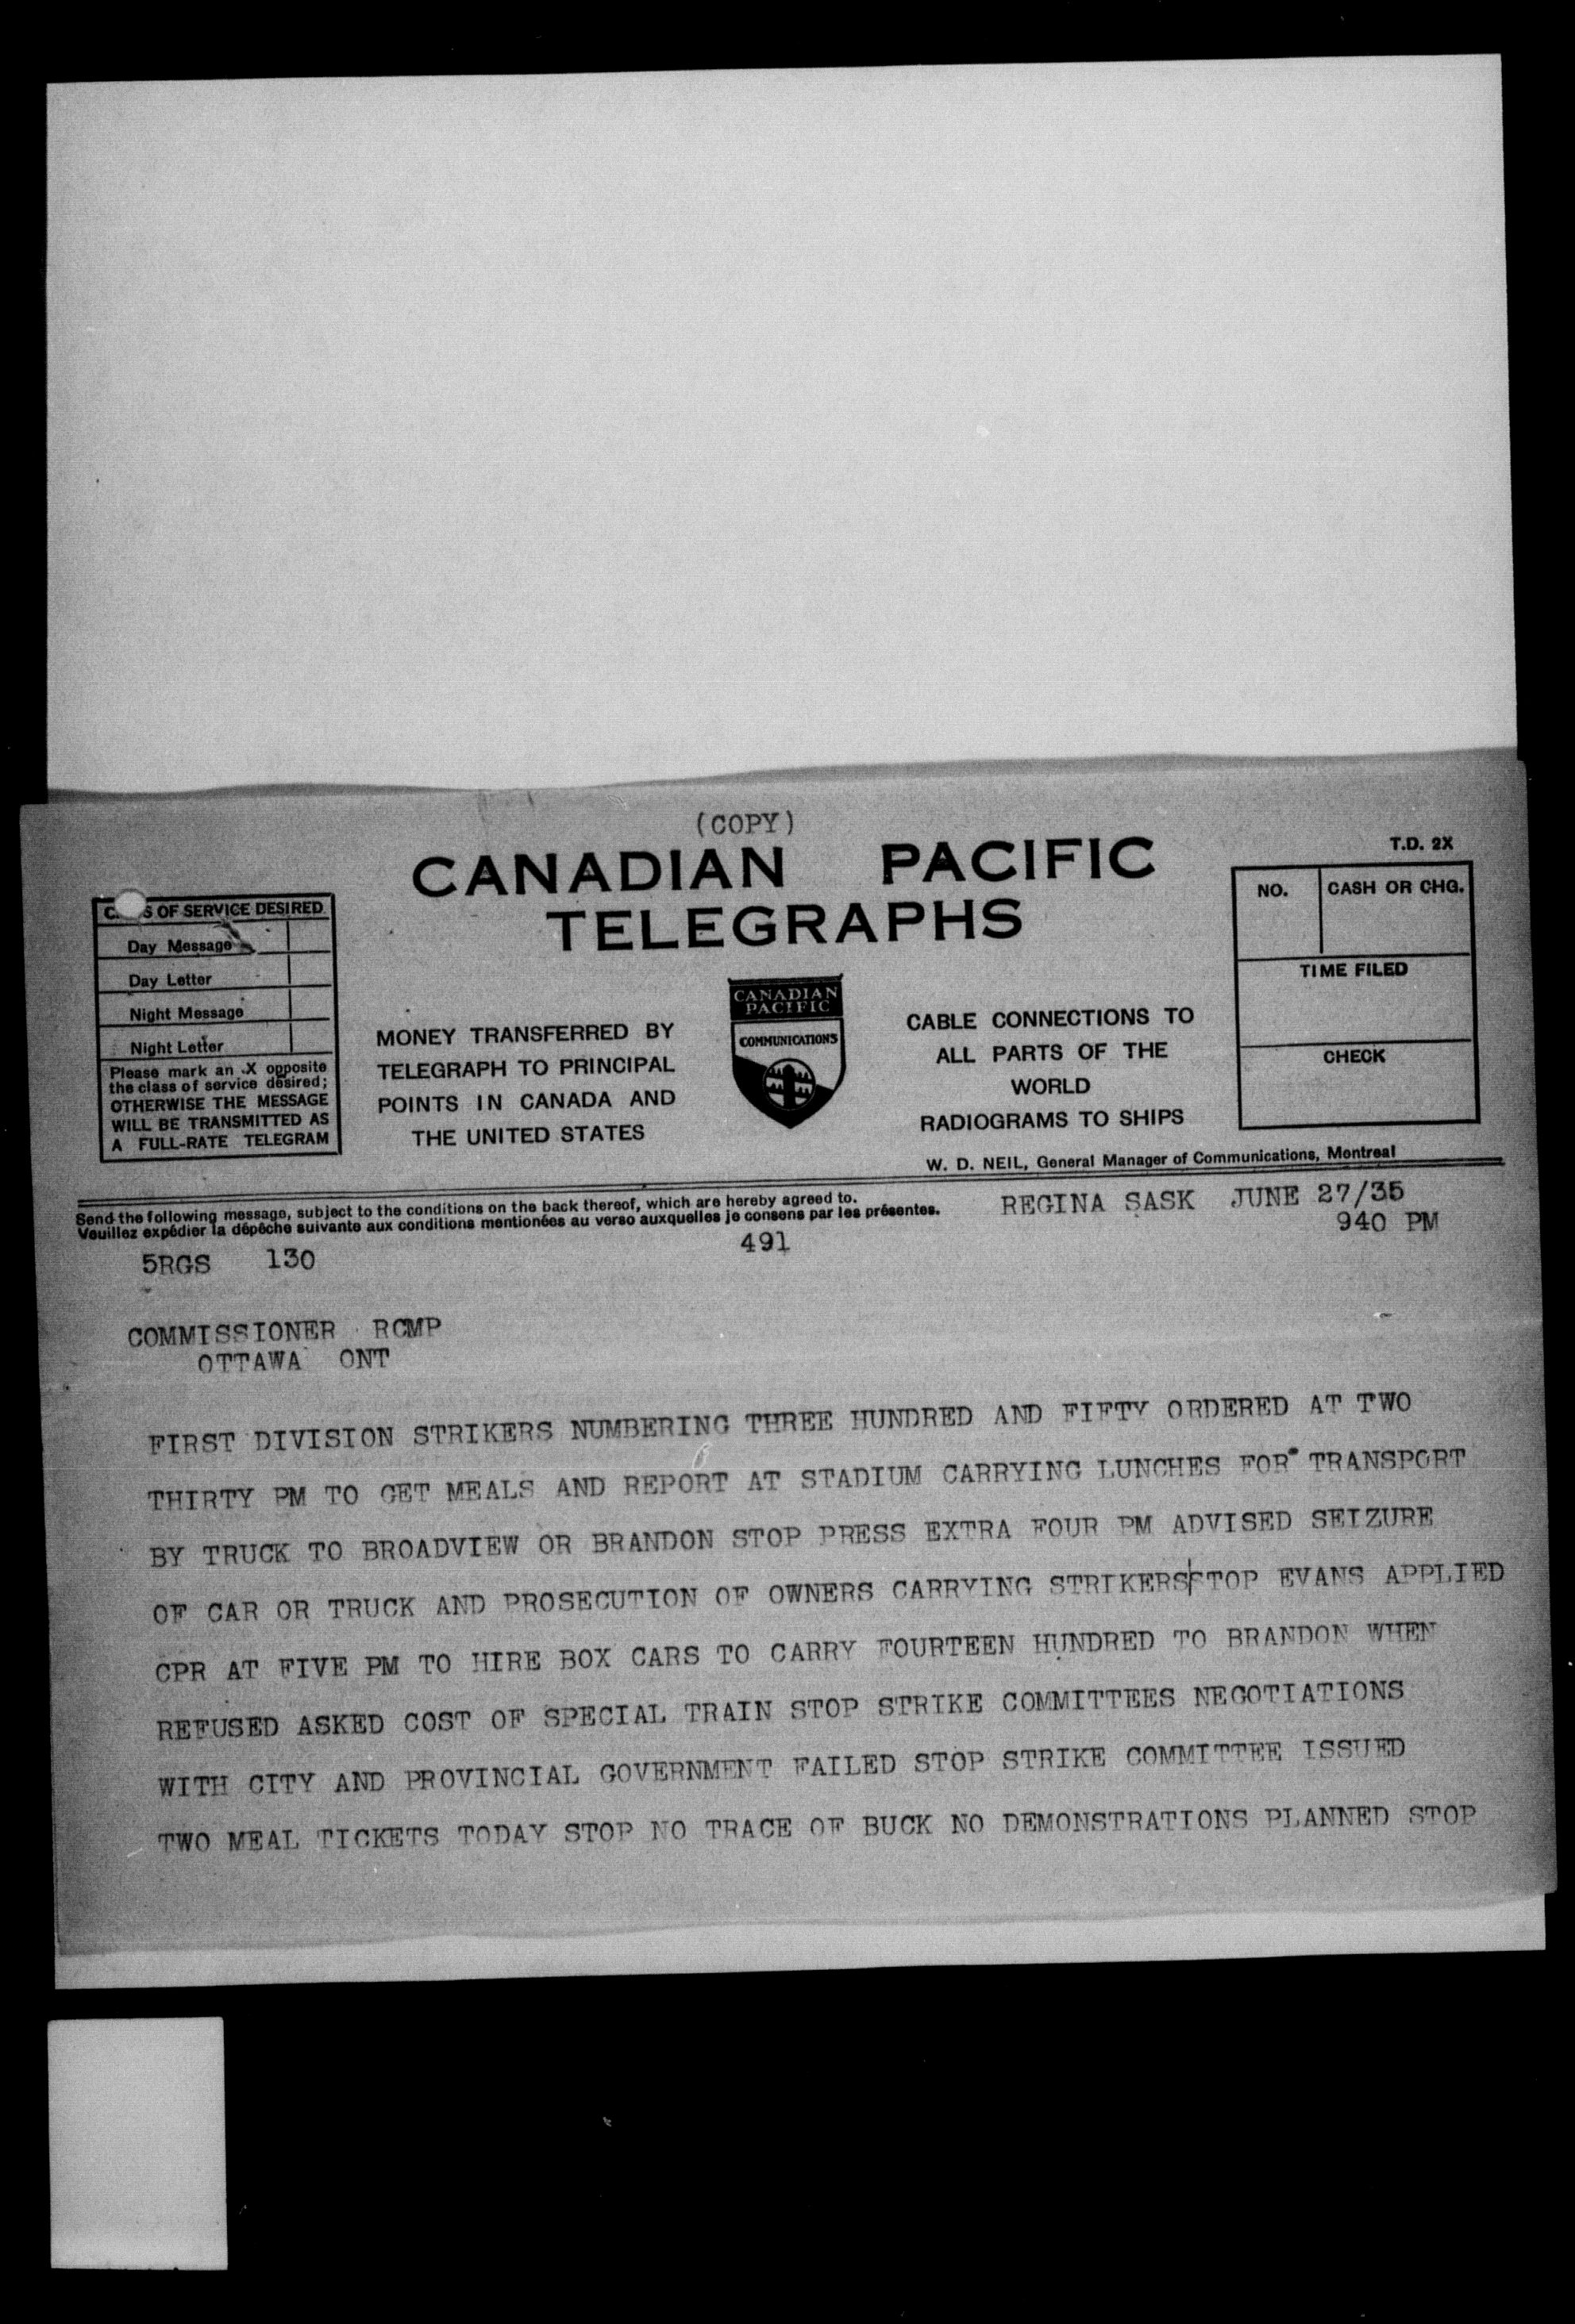 (COPY)
CANADIAN PACIFIC
TELEGRAPHS
T.D. 2X
OF SERVICE DESIRED
Day Message
Day Letter
Night Message
Night Letter
Please mark an X opposite
the class of service desired;
OTHERWISE THE MESSAGE
WILL BE TRANSMITTED AS
A FULL-RATE TELEGRAM
MONEY TRANSFERRED BY
TELEGRAPH TO PRINCIPAL
POINTS IN CANADA AND
THE UNITED STATES
CANADIAN
PACIFIC
COMMUNICATIONS
CABLE CONNECTIONS TO
ALL PARTS OF THE
WORLD
RADIOGRAMS TO SHIPS
NO. CASH OR CHG.
TIME FILED
CHECK
W. D. NEIL, General Manager of Communications, Montreal
Send the following message, subject to the conditions on the back thereof, which are hereby agreed to.
Veuillez expédier la dépêche suivante aux conditions mentionées au verso auxquelles je consens par les présentes.
REGINA SASK JUNE 27/35
940 PM
491
5RGS 130
COMMISSIONER RCMP
OTTAWA ONT
FIRST DIVISION STRIKERS NUMBERING THREE HUNDRED AND FIFTY ORDERED AT TWO
THIRTY PM TO GET MEALS AND REPORT AT STADIUM CARRYING LUNCHES FOR TRANSPORT
BY TRUCK TO BROADVIEW OR BRANDON STOP PRESS EXTRA FOUR PM ADVISED SEIZURE
OF CAR OR TRUCK AND PROSECUTION OF OWNERS CARRYING STRIKERS/STOP EVANS APPLIED
CPR AT FIVE PM TO HIRE BOX CARS TO CARRY FOURTEEN HUNDRED TO BRANDON WHEN
REFUSED ASKED COST OF SPECIAL TRAIN STOP STRIKE COMMITTEES NEGOTIATIONS
WITH CITY AND PROVINCIAL GOVERNMENT FAILED STOP STRIKE COMMITTEE ISSUED
TWO MEAL TICKETS TODAY STOP NO TRACE OF BUCK NO DEMONSTRATIONS PLANNED STOP